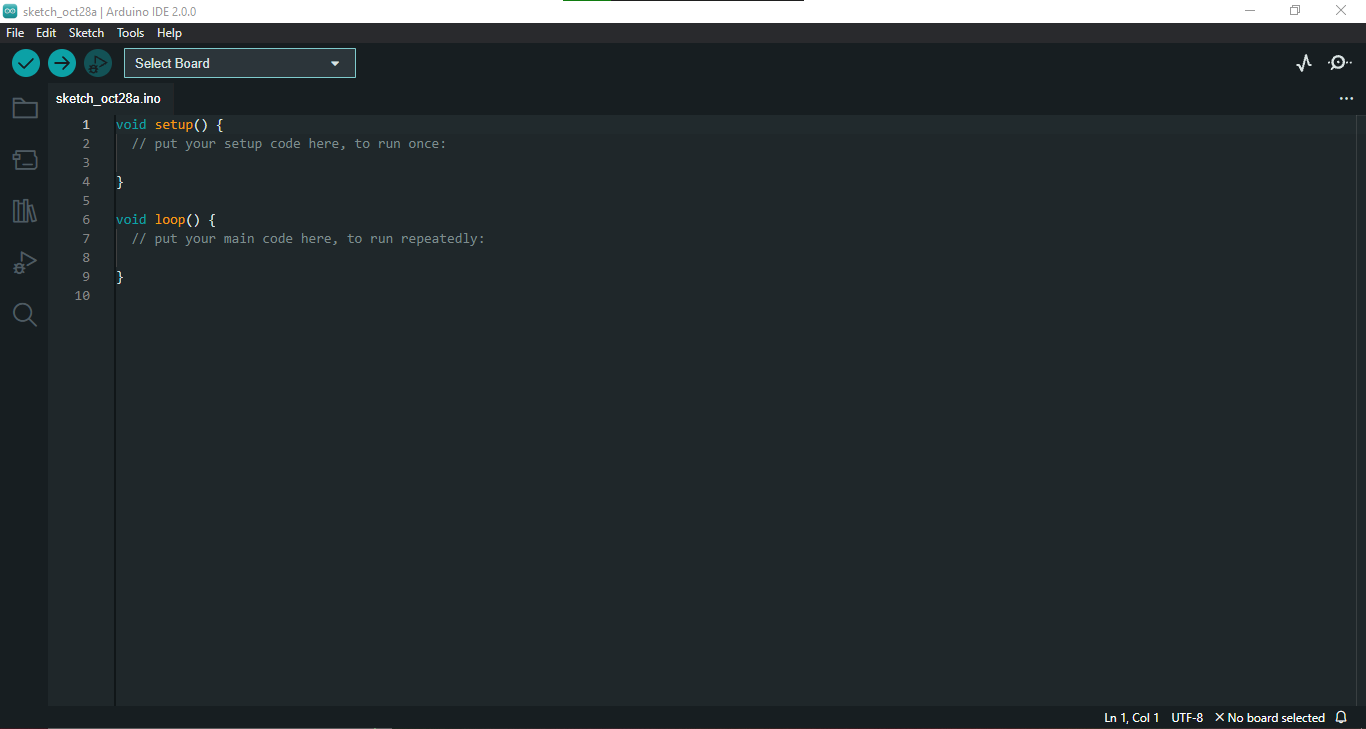 sketch_oct28a | Arduino IDE 2.0.0
File Edit Sketch Tools Help
Select Board
sketch_oct28a.ino
1 void setup() {
2 // put your setup code here, to run once:
3
4 }
5
6 void loop() {
7 // put your main code here, to run repeatedly:
8
9 }
10
Ln 1, Col 1 UTF-8 No board selected